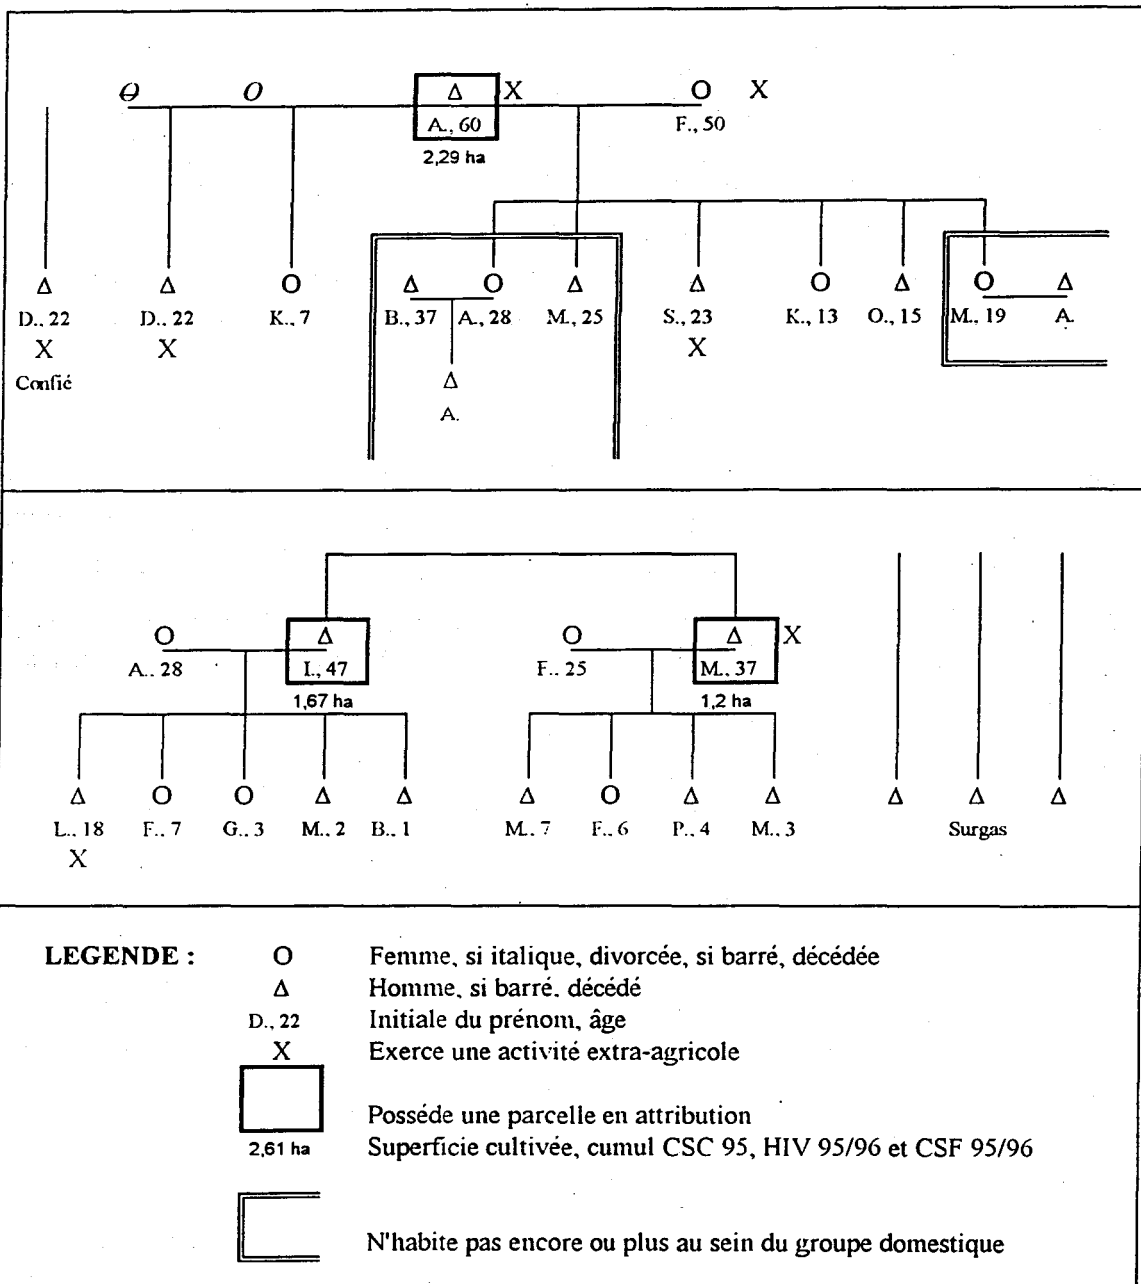 X X
A., 60 F., 50
2,29 ha
D., 22 D., 22 K., 7 B., 37 A., 28 M., 25 S., 23 K., 13 O., 15 M., 19 A.
X X X
Confié
A.
X
A.. 28 I., 47 F.. 25 M., 37
1,67 ha 1,2 ha
L.. 18 F.. 7 G.. 3 M.. 2 B.. 1 M.. 7 F.. 6 P.. 4 M.. 3 Surgas
X
LEGENDE : O Femme, si italique, divorcée, si barré, décédée
Δ Homme, si barré. décédé
D., 22 Initiale du prénom, âge
X Exerce une activité extra-agricole
Posséde une parcelle en attribution
2,61 ha Superficie cultivée, cumul CSC 95, HIV 95/96 et CSF 95/96
N'habite pas encore ou plus au sein du groupe domestique